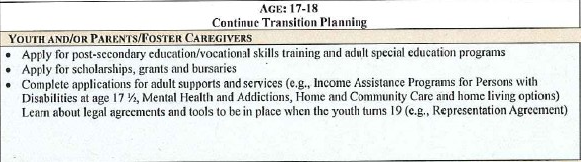 AGE: 17-18
Continue Transition Planning
YOUTH AND/OR PARENTS/FOSTER CAREGIVERS
• Apply for post-secondary education/vocational skills training and adult special education programs
• Apply for scholarships, grants and bursaries
• Complete applications for adult supports and services (e.g., Income Assistance Programs for Persons with
Disabilities at age 17 ½, Mental Health and Addictions, Home and Community Care and home living options)
Learn about legal agreements and tools to be in place when the youth turns 19 (e.g., Representation Agreement)